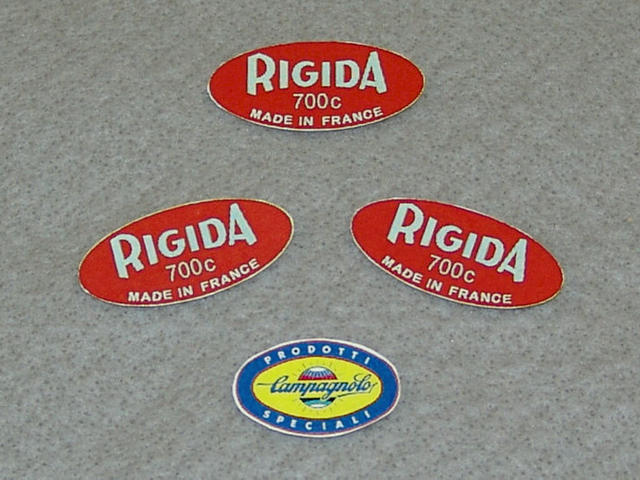 RIGIDA
700c
MADE IN FRANCE
RIGIDA
700c
MADE IN FRANCE
RIGIDA
700c
MADE IN FRANCE
PRODOTTI
Campagnolo
SPECIALI